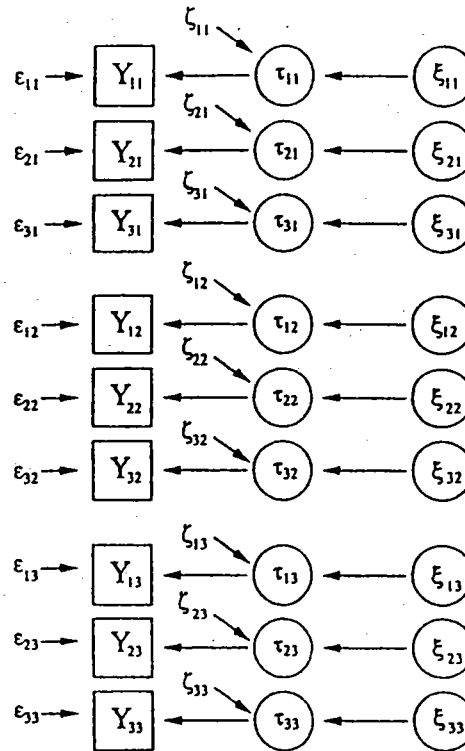 ζ₁₁
ε₁₁ Y₁₁ τ₁₁ ξ₁₁
ζ₂₁
ε₂₁ Y₂₁ τ₂₁ ξ₂₁
ζ₃₁
ε₃₁ Y₃₁ τ₃₁ ξ₃₁
ζ₁₂
ε₁₂ Y₁₂ τ₁₂ ξ₁₂
ζ₂₂
ε₂₂ Y₂₂ τ₂₂ ξ₂₂
ζ₃₂
ε₃₂ Y₃₂ τ₃₂ ξ₃₂
ζ₁₃
ε₁₃ Y₁₃ τ₁₃ ξ₁₃
ζ₂₃
ε₂₃ Y₂₃ τ₂₃ ξ₂₃
ζ₃₃
ε₃₃ Y₃₃ τ₃₃ ξ₃₃